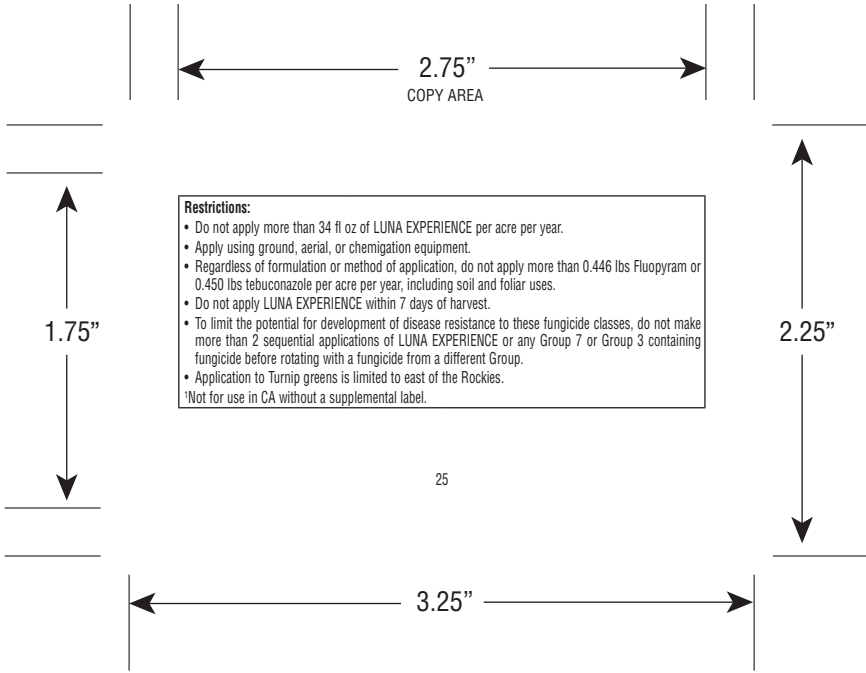 2.75”
COPY AREA
Restrictions:
• Do not apply more than 34 fl oz of LUNA EXPERIENCE per acre per year.
• Apply using ground, aerial, or chemigation equipment.
• Regardless of formulation or method of application, do not apply more than 0.446 lbs Fluopyram or
0.450 lbs tebuconazole per acre per year, including soil and foliar uses.
• Do not apply LUNA EXPERIENCE within 7 days of harvest.
• To limit the potential for development of disease resistance to these fungicide classes, do not make
more than 2 sequential applications of LUNA EXPERIENCE or any Group 7 or Group 3 containing
fungicide before rotating with a fungicide from a different Group.
• Application to Turnip greens is limited to east of the Rockies.
¹Not for use in CA without a supplemental label.
1.75”
2.25”
25
3.25”